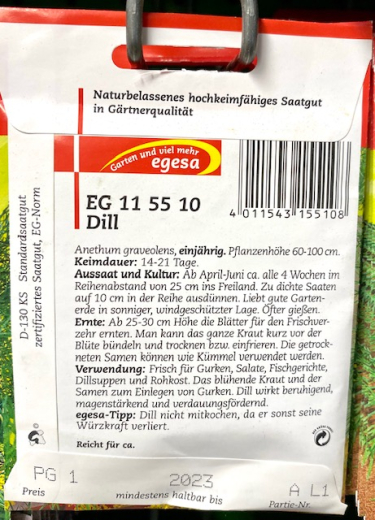 Naturbelassenes hochkeimfähiges Saatgut
in Gärtnerqualität
Garten und viel mehr
egesa
EG 11 55 10
Dill
4 011543 155108
D-130 KS Standardsaatgut
zertifiziertes Saatgut, EG-Norm
Anethum graveolens, einjährig. Pflanzenhöhe 60-100 cm.
Keimdauer: 14-21 Tage.
Aussaat und Kultur: Ab April-Juni ca. alle 4 Wochen im
Reihenabstand von 25 cm ins Freiland. Zu dichte Saaten
auf 10 cm in der Reihe ausdünnen. Liebt gute Garten-
erde in sonniger, windgeschützter Lage. Öfter gießen.
Ernte: Ab 25-30 cm Höhe die Blätter für den Frischver-
zehr ernten. Man kann das ganze Kraut kurz vor der
Blüte bündeln und trocknen bzw. einfrieren. Die getrock-
neten Samen können wie Kümmel verwendet werden.
Verwendung: Frisch für Gurken, Salate, Fischgerichte,
Dillsuppen und Rohkost. Das blühende Kraut und der
Samen zum Einlegen von Gurken. Dill wirkt beruhigend,
magenstärkend und verdauungsfördernd.
egesa-Tipp: Dill nicht mitkochen, da er sonst seine
Würzkraft verliert.
Reicht für ca.
PG 1
Preis
2023
mindestens haltbar bis
A L1
Partie-Nr.